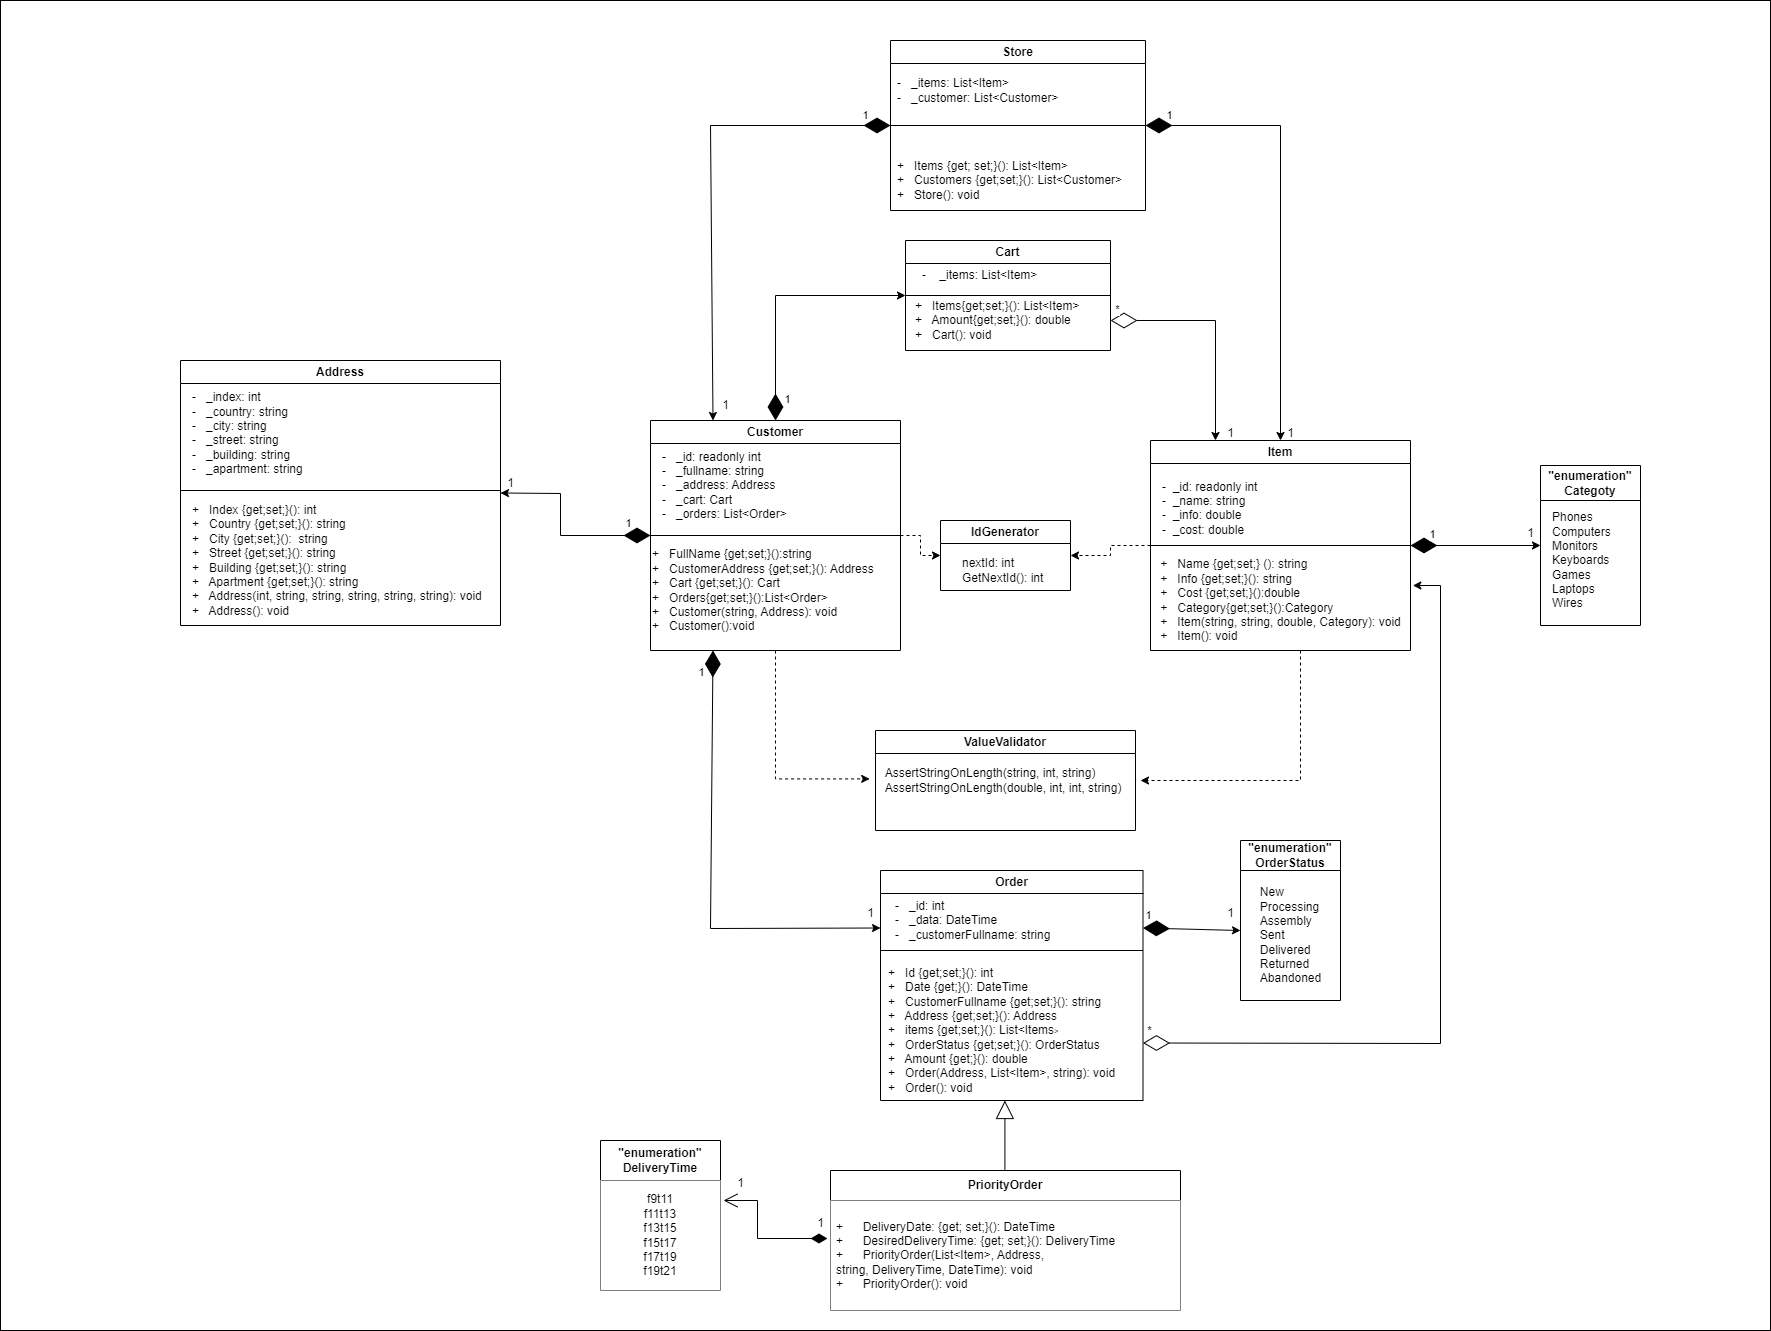 Store
- _items: List<Item>
- _customer: List<Customer>
1
1
+ Items {get; set;}(): List<Item>
+ Customers {get;set;}(): List<Customer>
+ Store(): void
Cart
- _items: List<Item>
+ Items{get;set;}(): List<Item>
+ Amount{get;set;}(): double
+ Cart(): void
*
Address
- _index: int
- _country: string
- _city: string
- _street: string
- _building: string
- _apartment: string
+ Index {get;set;}(): int
+ Country {get;set;}(): string
+ City {get;set;}(): string
+ Street {get;set;}(): string
+ Building {get;set;}(): string
+ Apartment {get;set;}(): string
+ Address(int, string, string, string, string, string): void
+ Address(): void
1
1
1
1
Customer
- _id: readonly int
- _fullname: string
- _address: Address
- _cart: Cart
- _orders: List<Order>
+ FullName {get;set;}():string
+ CustomerAddress {get;set;}(): Address
+ Cart {get;set;}(): Cart
+ Orders{get;set;}():List<Order>
+ Customer(string, Address): void
+ Customer():void
1
IdGenerator
nextId: int
GetNextId(): int
1
1
Item
- _id: readonly int
- _name: string
- _info: double
- _cost: double
+ Name {get;set;} (): string
+ Info {get;set;}(): string
+ Cost {get;set;}():double
+ Category{get;set;}():Category
+ Item(string, string, double, Category): void
+ Item(): void
1
1
"enumeration"
Categoty
Phones
Computers
Monitors
Keyboards
Games
Laptops
Wires
ValueValidator
AssertStringOnLength(string, int, string)
AssertStringOnLength(double, int, int, string)
1
Order
- _id: int
- _data: DateTime
- _customerFullname: string
+ Id {get;set;}(): int
+ Date {get;}(): DateTime
+ CustomerFullname {get;set;}(): string
+ Address {get;set;}(): Address
+ items {get;set;}(): List<Items>
+ OrderStatus {get;set;}(): OrderStatus
+ Amount {get;}(): double
+ Order(Address, List<Item>, string): void
+ Order(): void
1
1
*
"enumeration"
OrderStatus
New
Processing
Assembly
Sent
Delivered
Returned
Abandoned
"enumeration"
DeliveryTime
f9t11
f11t13
f13t15
f15t17
f17t19
f19t21
1
1
PriorityOrder
+ DeliveryDate: {get; set;}(): DateTime
+ DesiredDeliveryTime: {get; set;}(): DeliveryTime
+ PriorityOrder(List<Item>, Address,
string, DeliveryTime, DateTime): void
+ PriorityOrder(): void